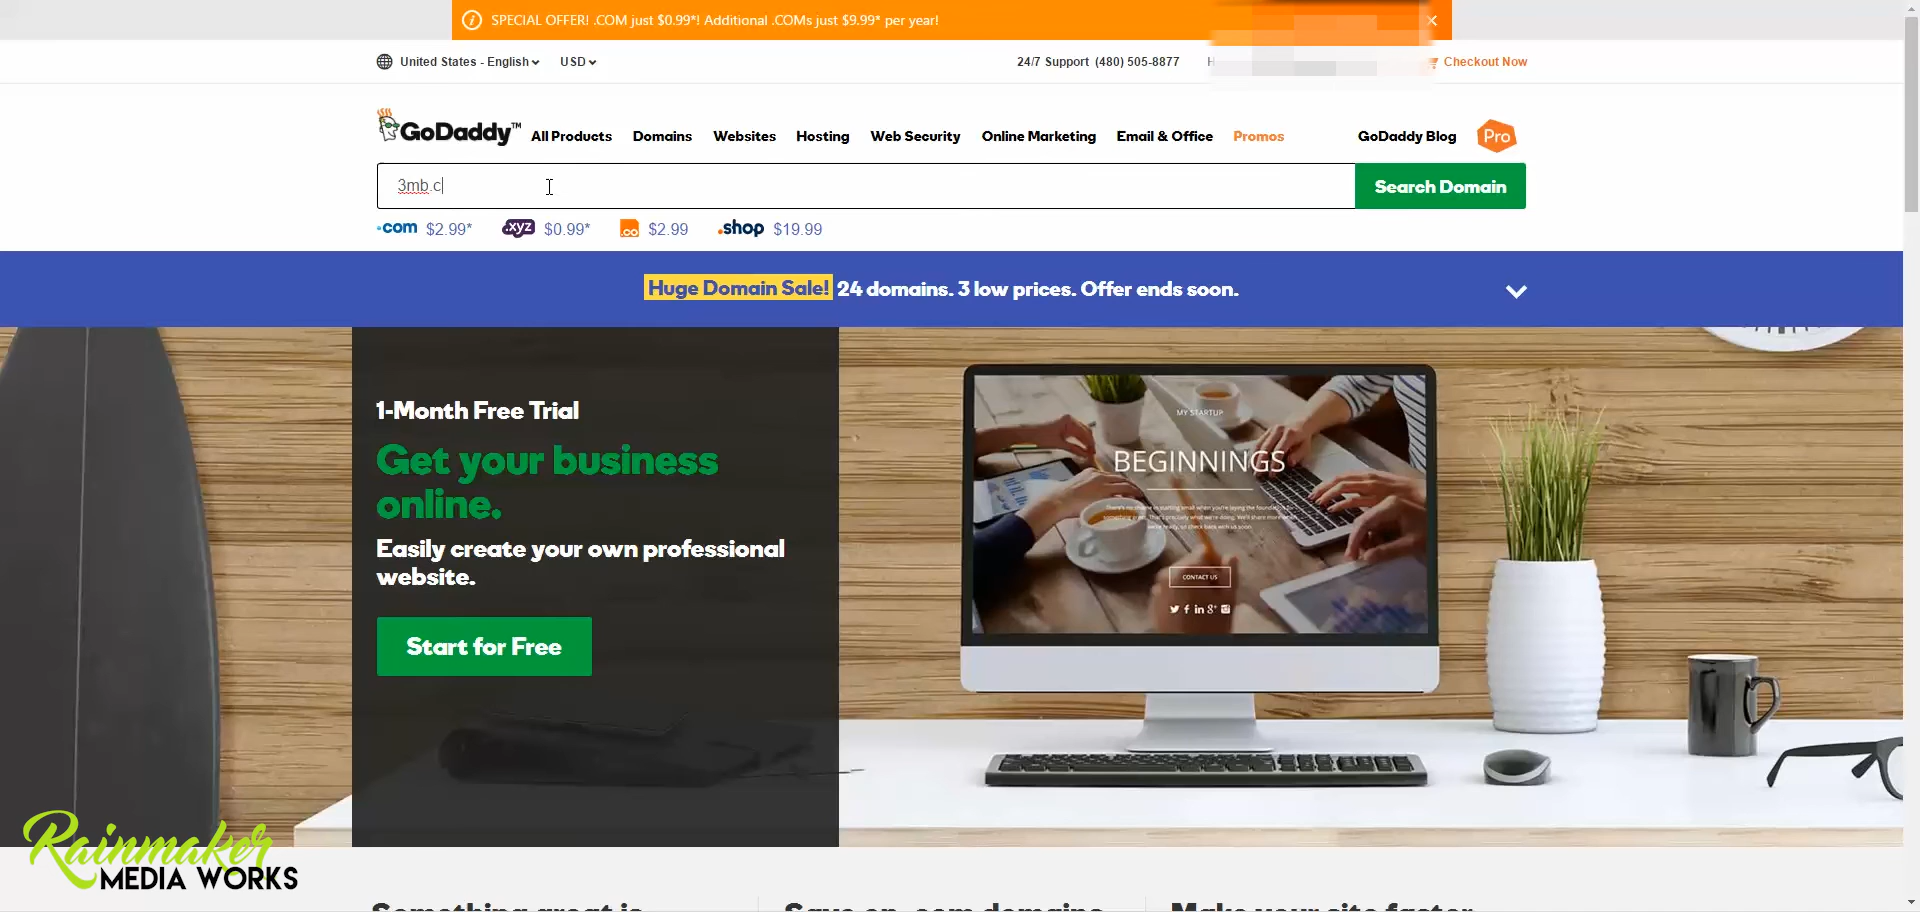 SPECIAL OFFER! .COM just $0.99*! Additional .COMs just $9.99* per year!
United States - English USD 24/7 Support (480) 505-8877 H Checkout Now
GoDaddy™ All Products Domains Websites Hosting Web Security Online Marketing Email & Office Promos GoDaddy Blog Pro
3mb.c Search Domain
.com $2.99* .xyz $0.99* .co $2.99 .shop $19.99
Huge Domain Sale! 24 domains. 3 low prices. Offer ends soon.
1-Month Free Trial
Get your business
online.
Easily create your own professional
website.
Start for Free
MY STARTUP
BEGINNINGS
CONTACT US
Rainmaker
MEDIA WORKS
Something great is
Save on .com domains
Make your site faster